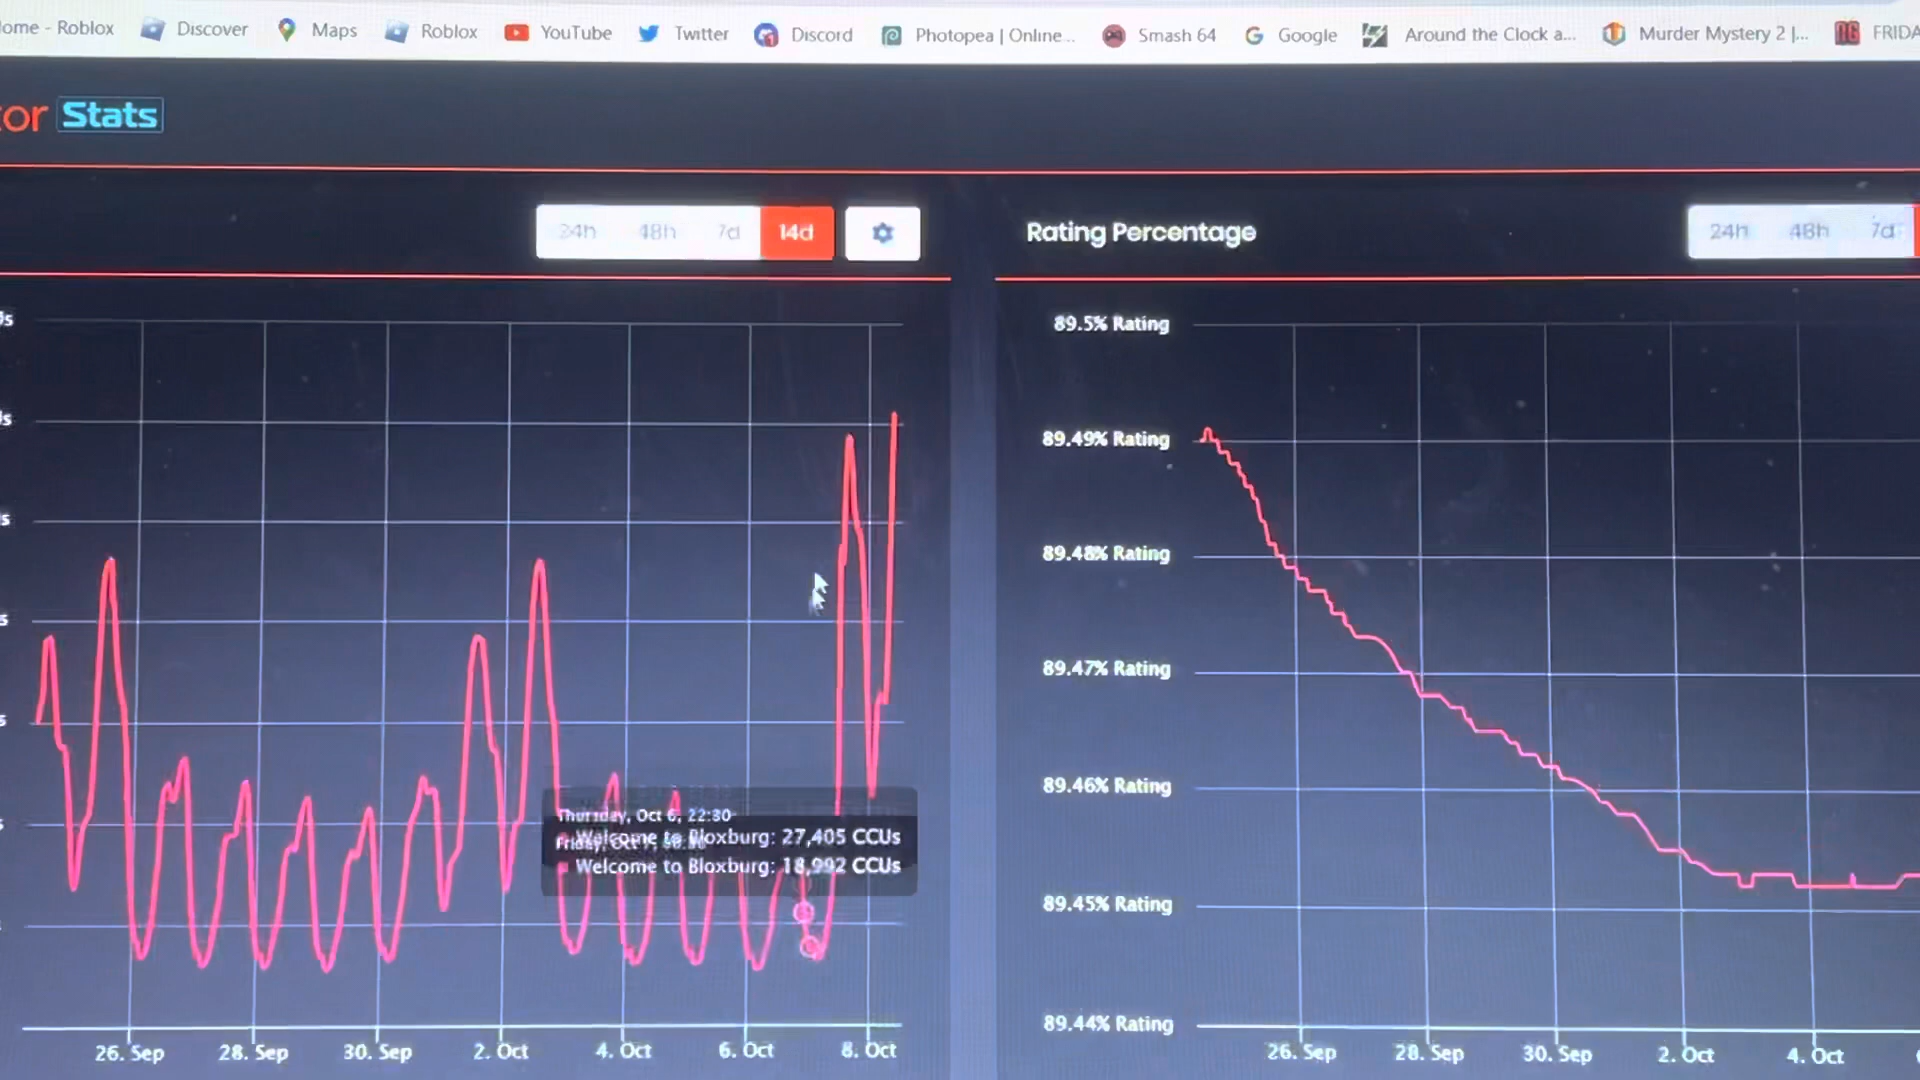 ome - Roblox Discover Maps Roblox YouTube Twitter Discord Photopea | Online... Smash 64 Google Around the Clock a... Murder Mystery 2 |... FRIDA
tor Stats
24h 48h 7d 14d
Rating Percentage
24h 48h 7d
89.5% Rating
89.49% Rating
89.48% Rating
89.47% Rating
89.46% Rating
89.45% Rating
89.44% Rating
Thursday, Oct 6, 22:30
Welcome to Bloxburg: 27,405 CCUs
Friday, Oct
Welcome to Bloxburg: 18,992 CCUs
26. Sep 28. Sep 30. Sep 2. Oct 4. Oct 6. Oct 8. Oct
26. Sep 28. Sep 30. Sep 2. Oct 4. Oct